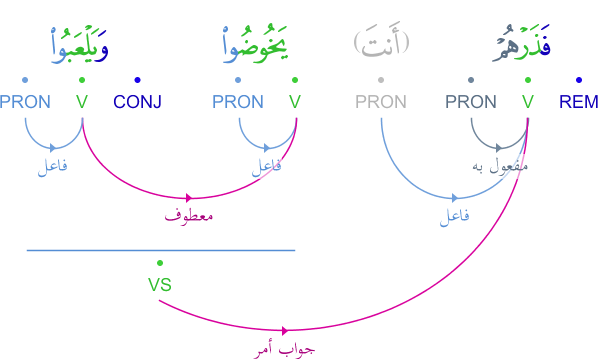 فَذَرْهُمْ (أَنتَ) يَخُوضُوا۟ وَيَلْعَبُوا۟
REM V PRON PRON V PRON CONJ V PRON
مفعول به فاعل فاعل فاعل
معطوف
VS
جواب أمر